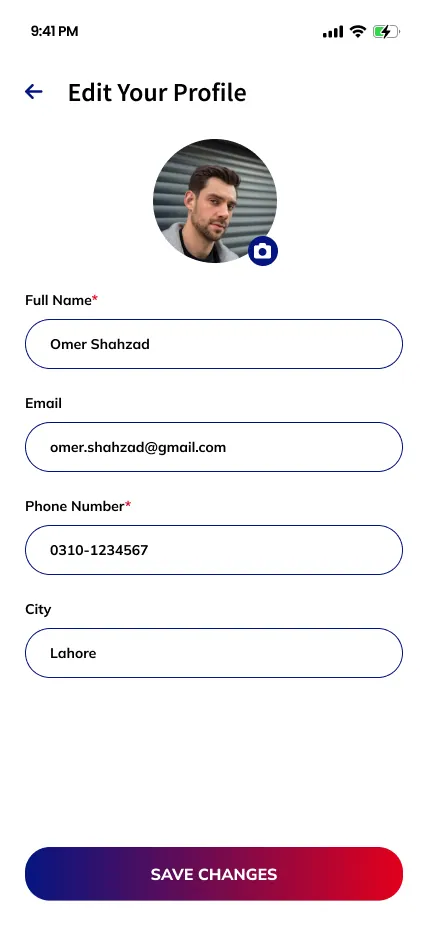 9:41 PM
Edit Your Profile
Full Name*
Omer Shahzad
Email
omer.shahzad@gmail.com
Phone Number*
0310-1234567
City
Lahore
SAVE CHANGES